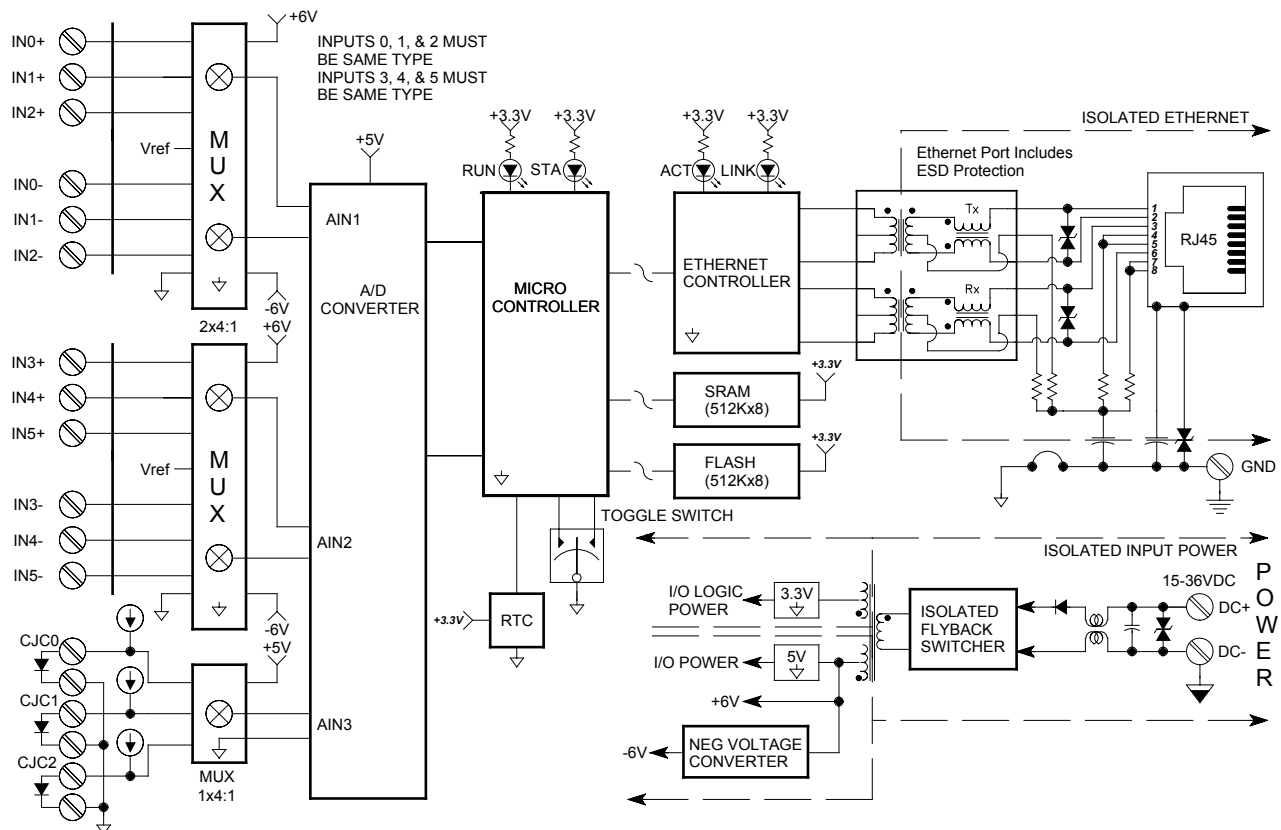 IN0+
IN1+
IN2+
Vref
IN0-
IN1-
IN2-
+6V
MUX
-6V
2x4:1
INPUTS 0, 1, & 2 MUST
BE SAME TYPE
INPUTS 3, 4, & 5 MUST
BE SAME TYPE
IN3+
IN4+
IN5+
Vref
IN3-
IN4-
IN5-
+6V
MUX
-6V
CJC0
CJC1
CJC2
+5V
MUX
1x4:1
+5V
AIN1
A/D
CONVERTER
AIN2
AIN3
+3.3V
+3.3V
RUN
STA
MICRO
CONTROLLER
TOGGLE SWITCH
+3.3V
RTC
+3.3V
+3.3V
ACT
LINK
ETHERNET
CONTROLLER
+3.3V
SRAM
(512Kx8)
+3.3V
FLASH
(512Kx8)
ISOLATED ETHERNET
Ethernet Port Includes
ESD Protection
Tx
Rx
1
2
3
4
5
6
7
8
RJ45
GND
ISOLATED INPUT POWER
I/O LOGIC
POWER
3.3V
I/O POWER
5V
+6V
-6V
NEG VOLTAGE
CONVERTER
ISOLATED
FLYBACK
SWITCHER
15-36VDC
DC+
DC-
POWER